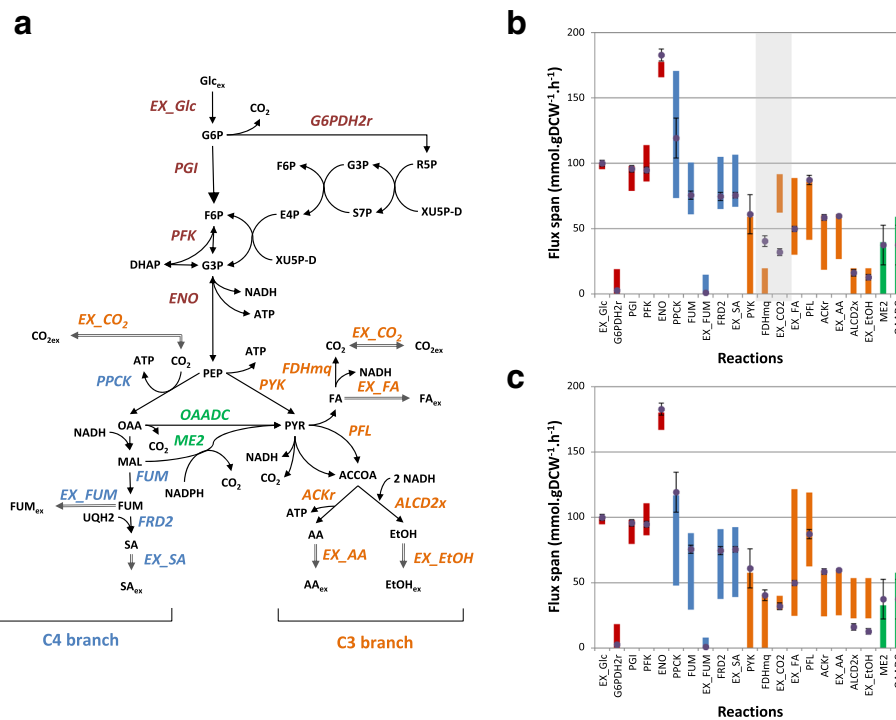 a
Glcex
EX_Glc
CO2
G6P
G6PDH2r
PGI
F6P
G3P
R5P
F6P
E4P
S7P
XU5P-D
PFK
DHAP
G3P
XU5P-D
ENO
NADH
ATP
EX_CO2
CO2ex
CO2
ATP
PPCK
PEP
ATP
PYK
CO2
EX_CO2
CO2ex
FDHmq
NADH
EX_FA
FA
FAex
OAA
OAADC
PYR
PFL
NADH
CO2
ME2
MAL
NADH
CO2
CO2
FUM
NADPH
ACCOA
2 NADH
FUMex
EX_FUM
FUM
UQH2
FRD2
ACKr
ATP
ALCD2x
SA
AA
EtOH
EX_SA
EX_AA
EX_EtOH
SAex
AAex
EtOHex
C4 branch
C3 branch
b
Flux span (mmol.gDCW-1.h-1)
200
150
100
50
0
EX_Glc
G6PDH2r
PGI
PFK
ENO
PPCK
FUM
EX_FUM
FRD2
EX_SA
PYK
FDHmq
EX_CO2
EX_FA
PFL
ACKr
EX_AA
ALCD2x
EX_EtOH
ME2
Reactions
c
Flux span (mmol.gDCW-1.h-1)
200
150
100
50
0
EX_Glc
G6PDH2r
PGI
PFK
ENO
PPCK
FUM
EX_FUM
FRD2
EX_SA
PYK
FDHmq
EX_CO2
EX_FA
PFL
ACKr
EX_AA
ALCD2x
EX_EtOH
ME2
Reactions